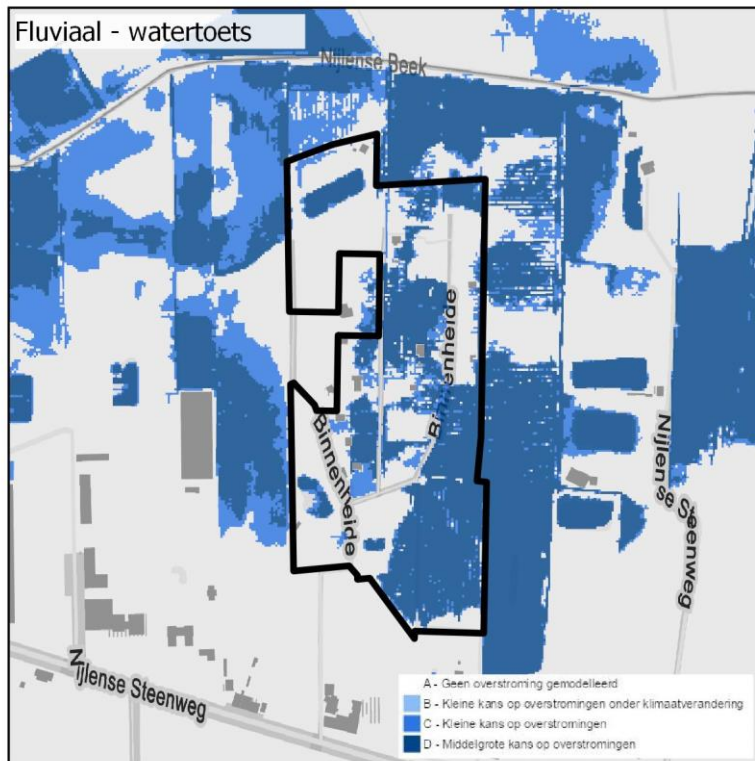 Fluviaal - watertoets
Nijlense Beek
Binnenheide
Binnenheide
Nijlense Steenweg
Nijlense Steenweg
A - Geen overstroming gemodelleerd
B - Kleine kans op overstromingen onder klimaatverandering
C - Kleine kans op overstromingen
D - Middelgrote kans op overstromingen